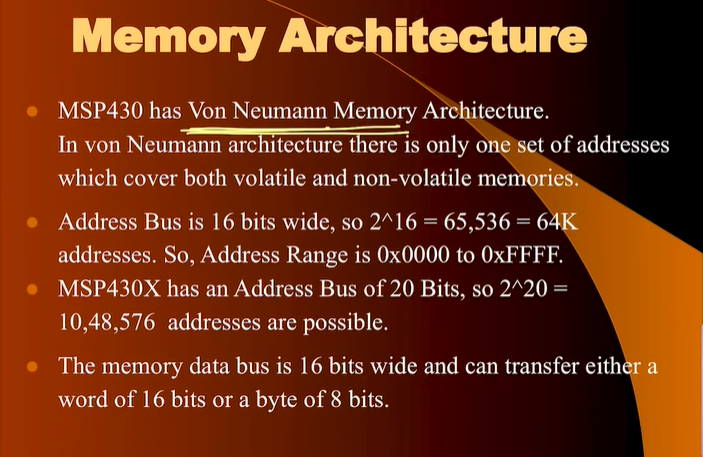 Memory Architecture
MSP430 has Von Neumann Memory Architecture.
In von Neumann architecture there is only one set of addresses
which cover both volatile and non-volatile memories.
Address Bus is 16 bits wide, so 2^16 = 65,536 = 64K
addresses. So, Address Range is 0x0000 to 0xFFFF.
MSP430X has an Address Bus of 20 Bits, so 2^20 =
10,48,576 addresses are possible.
The memory data bus is 16 bits wide and can transfer either a
word of 16 bits or a byte of 8 bits.